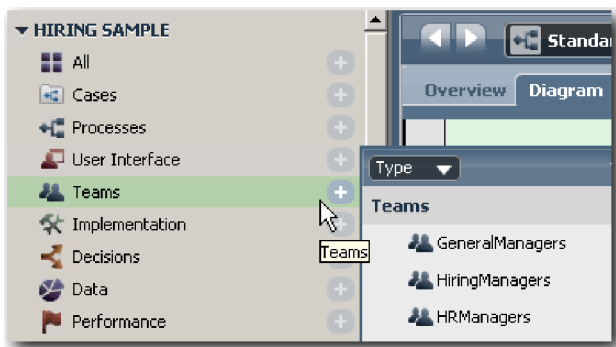 HIRING SAMPLE
All
Cases
Processes
User Interface
Teams
Implementation
Decisions
Data
Performance
Teams
Overview
Diagram
Type
Teams
GeneralManagers
HiringManagers
HRManagers